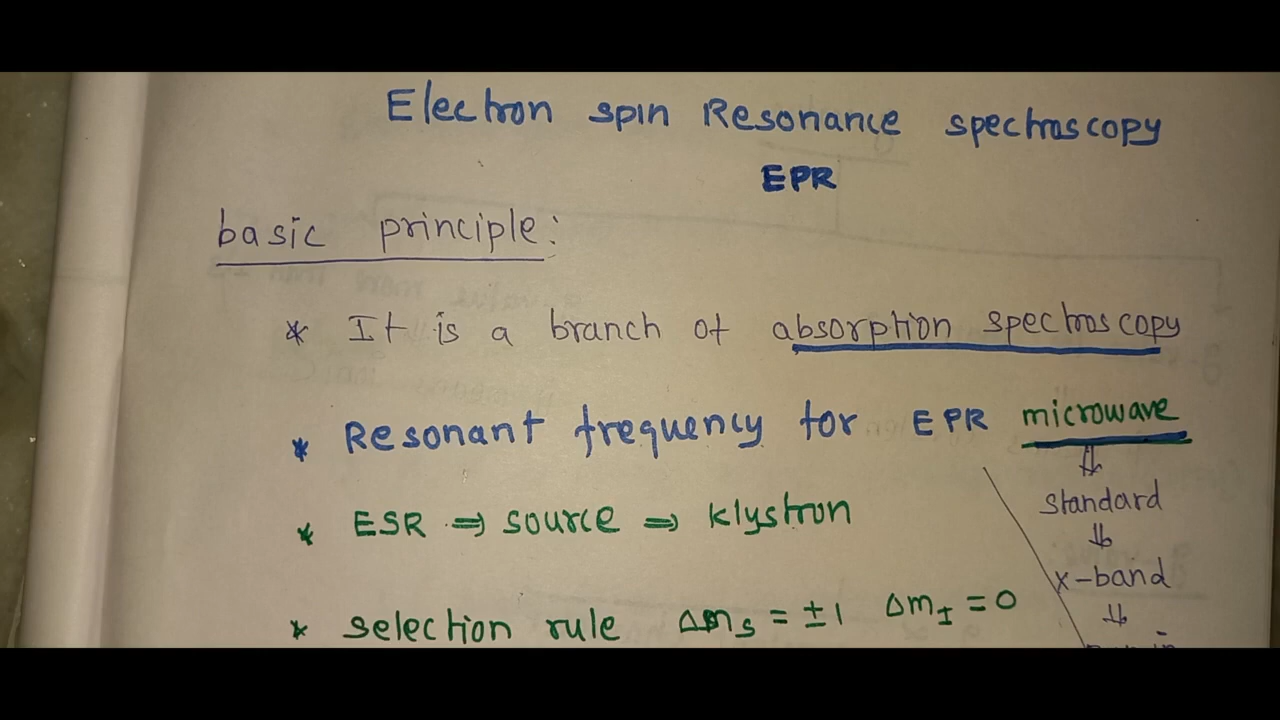 Electron spin Resonance spectroscopy
EPR
basic principle:
* It is a branch of absorption spectroscopy
* Resonant frequency for EPR microwave
⇓
standard
⇓
x-band
⇓
* ESR ⇒ source ⇒ klystron
* selection rule Δms = ±1 ΔmI = 0